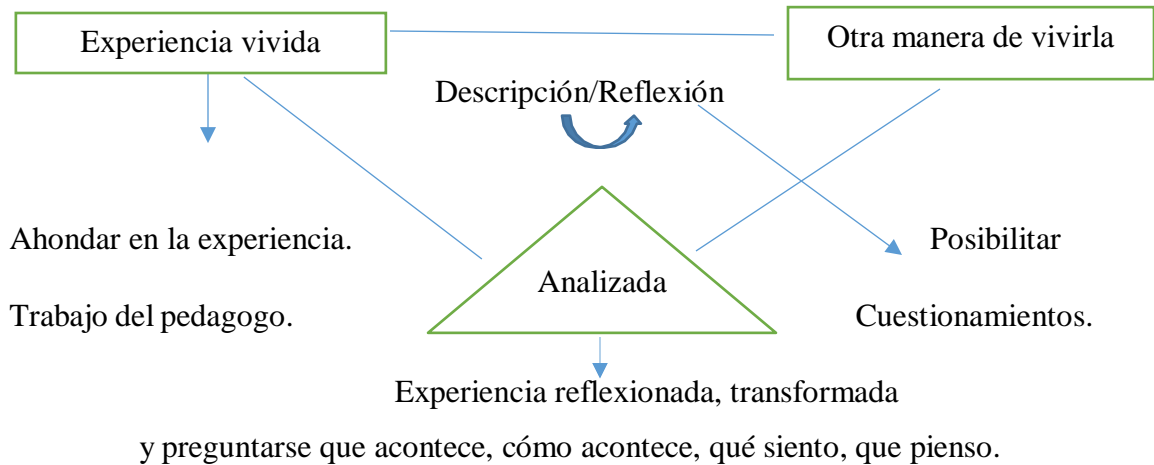 Experiencia vivida
Otra manera de vivirla
Descripción/Reflexión
Ahondar en la experiencia.
Posibilitar
Analizada
Trabajo del pedagogo.
Cuestionamientos.
Experiencia reflexionada, transformada
y preguntarse que acontece, cómo acontece, qué siento, que pienso.